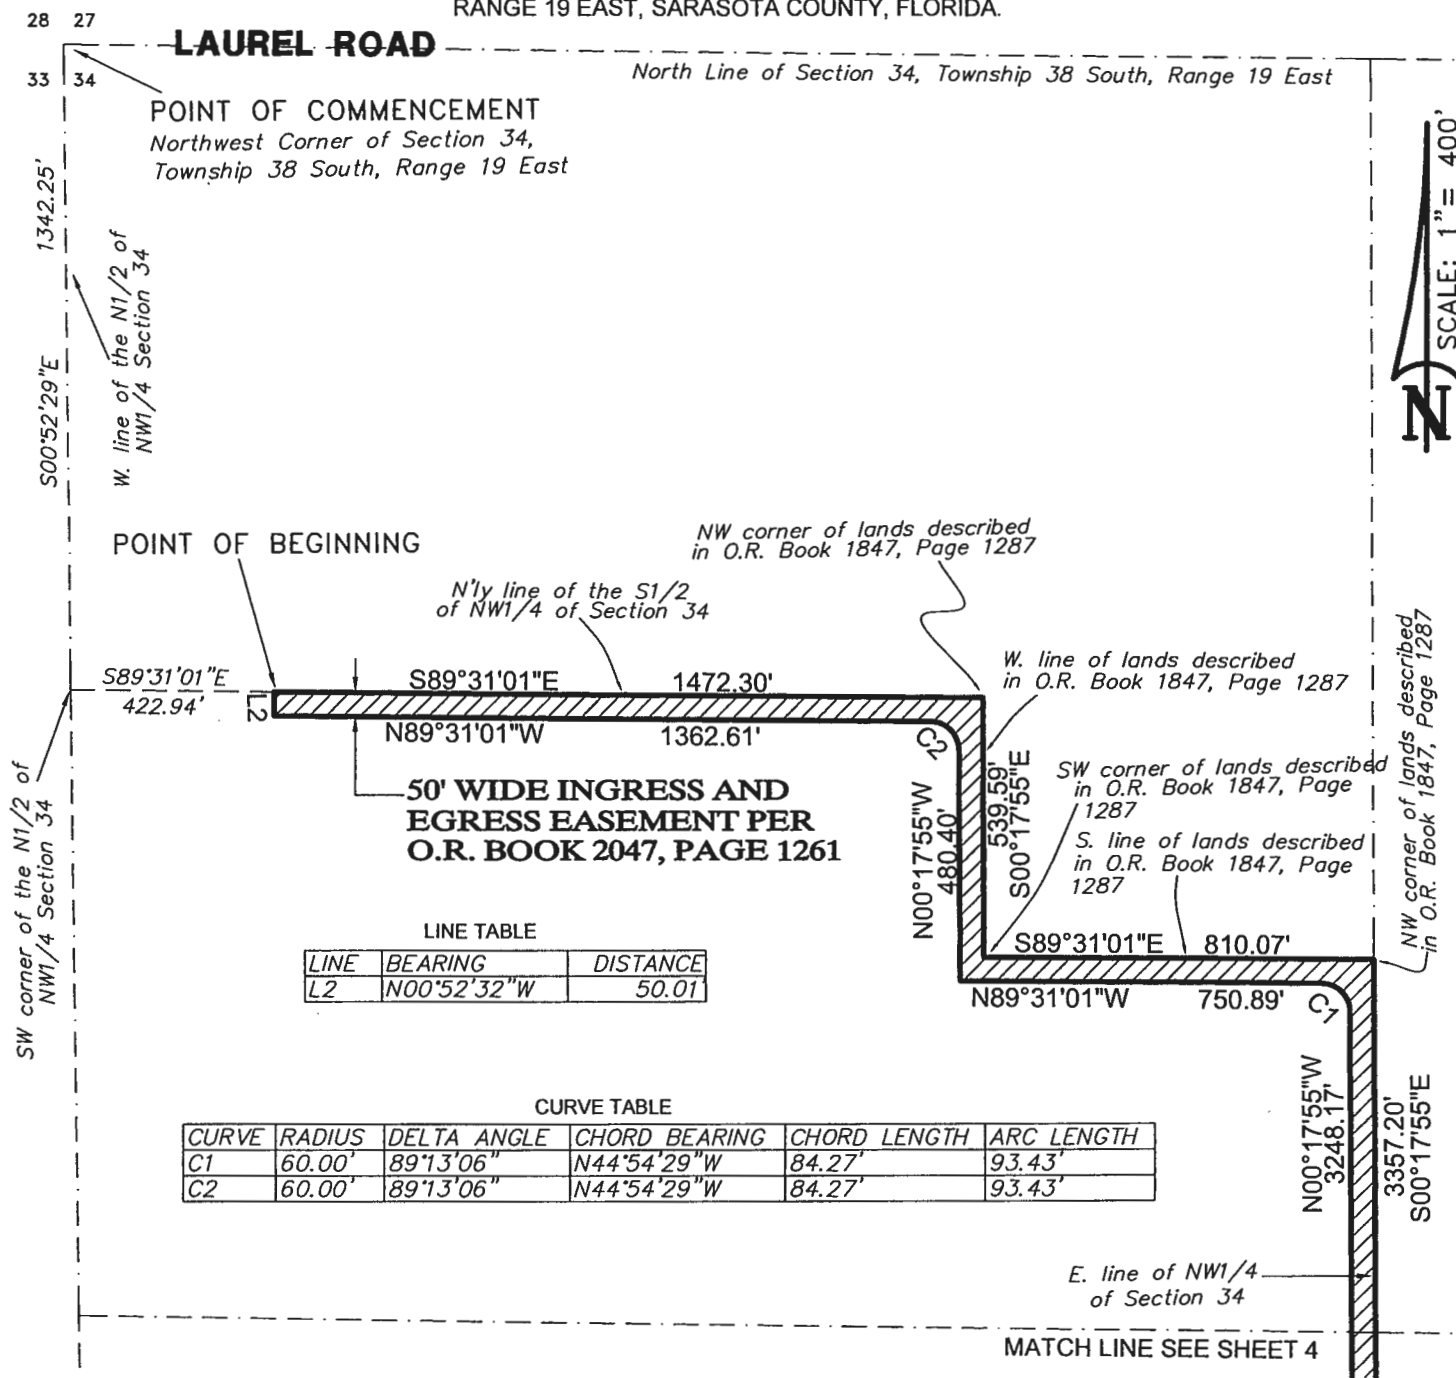 RANGE 19 EAST, SARASOTA COUNTY, FLORIDA.
28 27
LAUREL ROAD
33 34
North Line of Section 34, Township 38 South, Range 19 East
POINT OF COMMENCEMENT
Northwest Corner of Section 34,
Township 38 South, Range 19 East
1342.25'
S00°52'29"E
W. line of the N1/2 of
NW1/4 Section 34
SCALE: 1"= 400'
N
POINT OF BEGINNING
NW corner of lands described
in O.R. Book 1847, Page 1287
N'ly line of the S1/2
of NW1/4 of Section 34
S89°31'01"E
422.94'
L2
S89°31'01"E 1472.30'
N89°31'01"W 1362.61'
C2
W. line of lands described
in O.R. Book 1847, Page 1287
50' WIDE INGRESS AND
EGRESS EASEMENT PER
O.R. BOOK 2047, PAGE 1261
N00°17'55"W
480.40'
539.59'
S00°17'55"E
SW corner of lands described
in O.R. Book 1847, Page
1287
S. line of lands described
in O.R. Book 1847, Page
1287
NW corner of lands described
in O.R. Book 1847, Page 1287
SW corner of the N1/2 of
NW1/4 Section 34
S89°31'01"E 810.07'
N89°31'01"W 750.89'
C1
LINE TABLE
LINE BEARING DISTANCE
L2 N00°52'32"W 50.01'
CURVE TABLE
CURVE RADIUS DELTA ANGLE CHORD BEARING CHORD LENGTH ARC LENGTH
C1 60.00' 89°13'06" N44°54'29"W 84.27' 93.43'
C2 60.00' 89°13'06" N44°54'29"W 84.27' 93.43'
N00°17'55"W
3248.17'
3357.20'
S00°17'55"E
E. line of NW1/4
of Section 34
MATCH LINE SEE SHEET 4